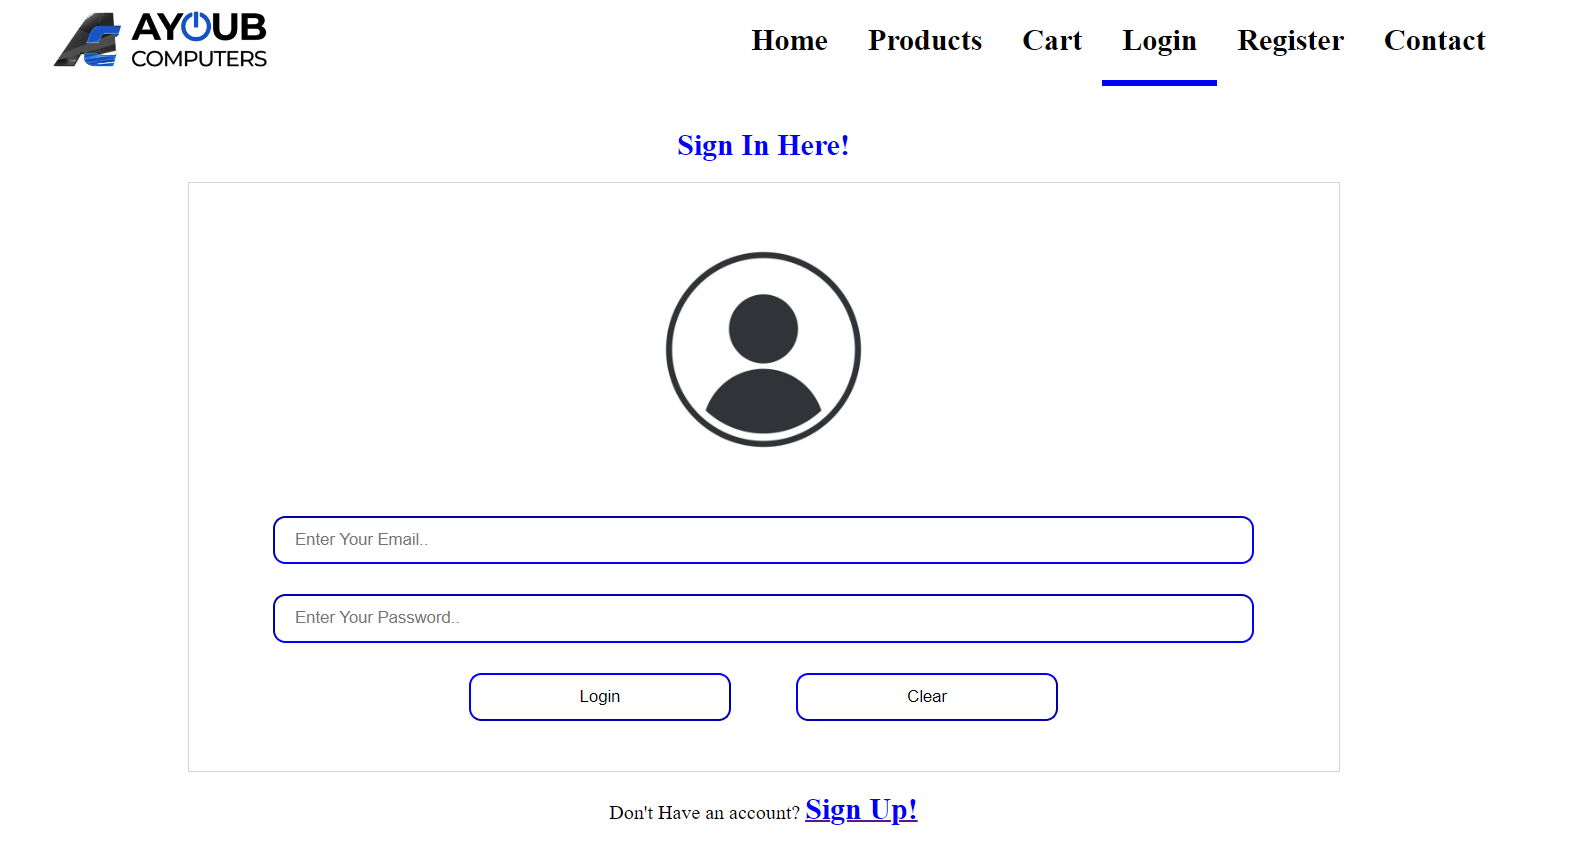 AYOUB
COMPUTERS
Home Products Cart Login Register Contact
Sign In Here!
Enter Your Email..
Enter Your Password..
Login Clear
Don't Have an account? Sign Up!